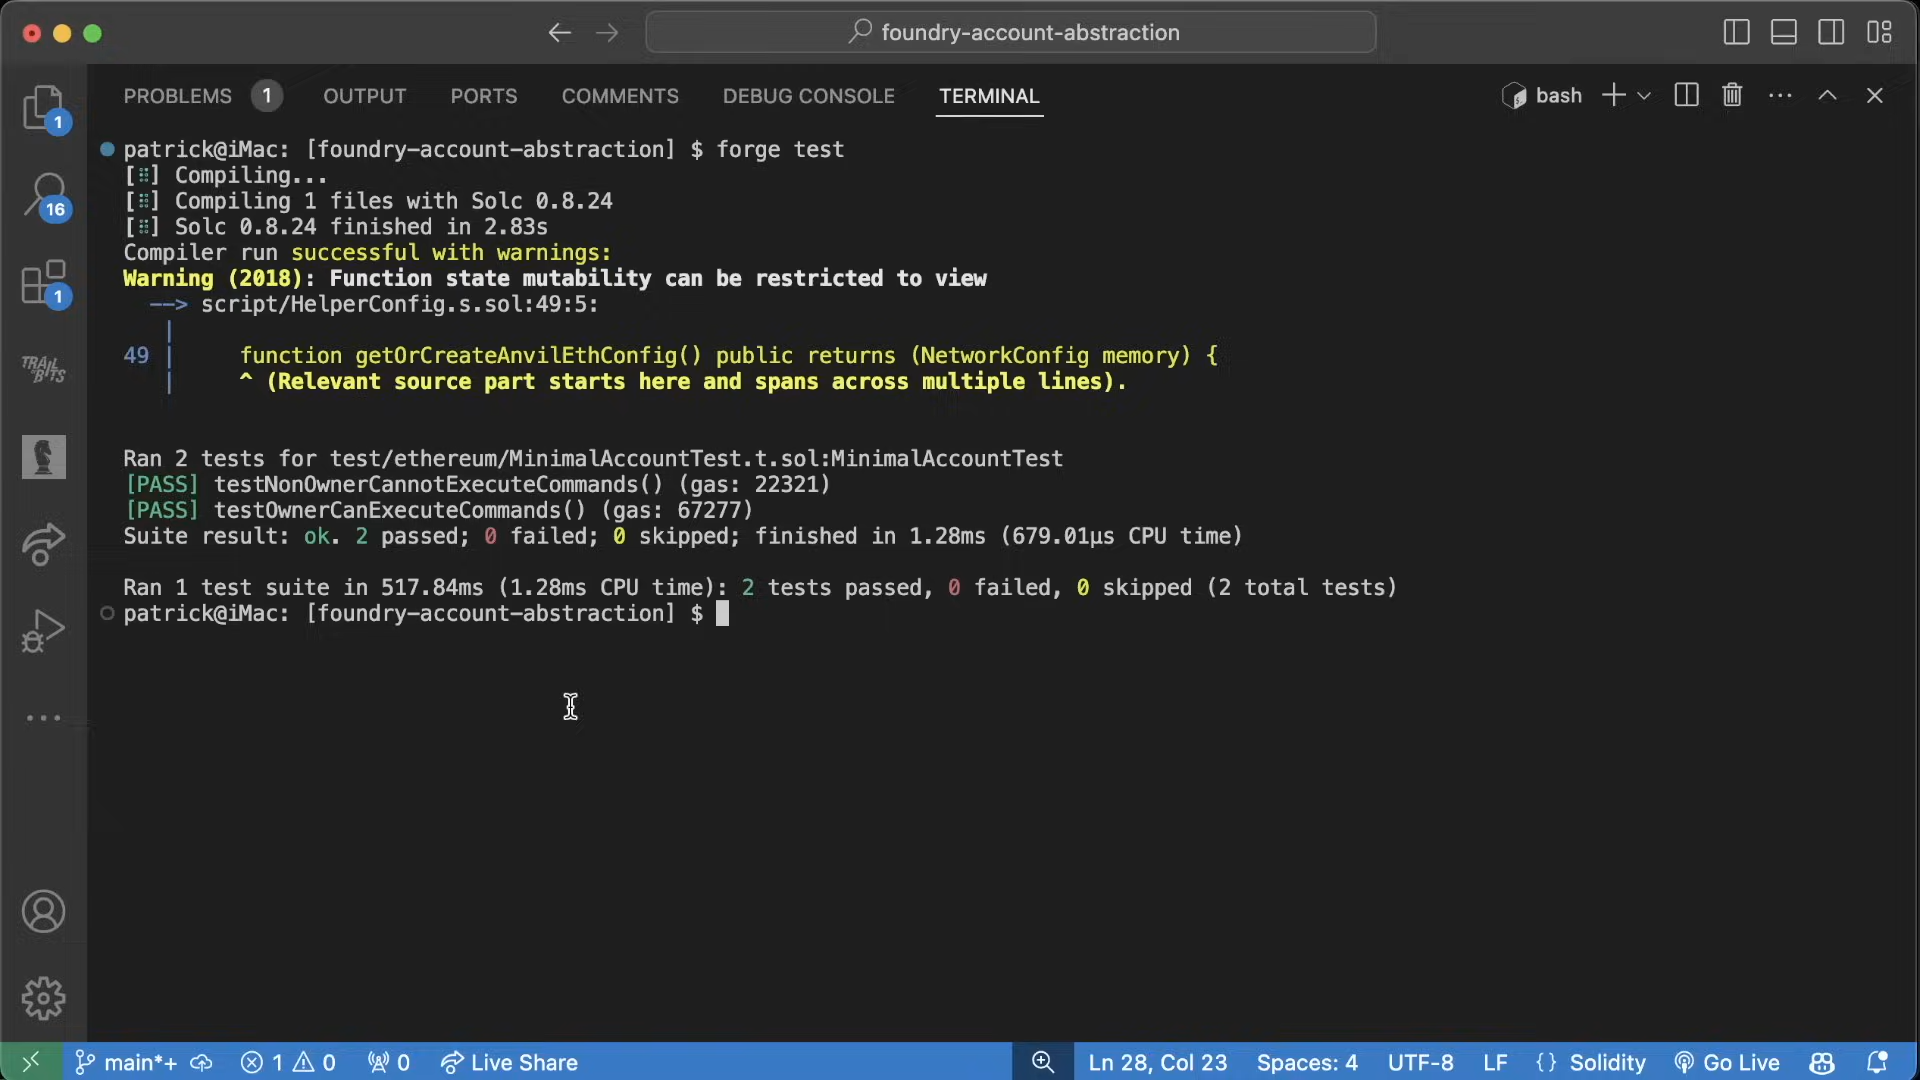 foundry-account-abstraction
PROBLEMS 1 OUTPUT PORTS COMMENTS DEBUG CONSOLE TERMINAL bash
1
patrick@iMac: [foundry-account-abstraction] $ forge test
[⠿] Compiling...
[⠿] Compiling 1 files with Solc 0.8.24
[⠿] Solc 0.8.24 finished in 2.83s
Compiler run successful with warnings:
Warning (2018): Function state mutability can be restricted to view
--> script/HelperConfig.s.sol:49:5:
|
49 | function getOrCreateAnvilEthConfig() public returns (NetworkConfig memory) {
| ^ (Relevant source part starts here and spans across multiple lines).
Ran 2 tests for test/ethereum/MinimalAccountTest.t.sol:MinimalAccountTest
[PASS] testNonOwnerCannotExecuteCommands() (gas: 22321)
[PASS] testOwnerCanExecuteCommands() (gas: 67277)
Suite result: ok. 2 passed; 0 failed; 0 skipped; finished in 1.28ms (679.01µs CPU time)
Ran 1 test suite in 517.84ms (1.28ms CPU time): 2 tests passed, 0 failed, 0 skipped (2 total tests)
patrick@iMac: [foundry-account-abstraction] $
16
1
TRAIL OF BITS
main*+ 1 0 0 Live Share Ln 28, Col 23 Spaces: 4 UTF-8 LF {} Solidity Go Live